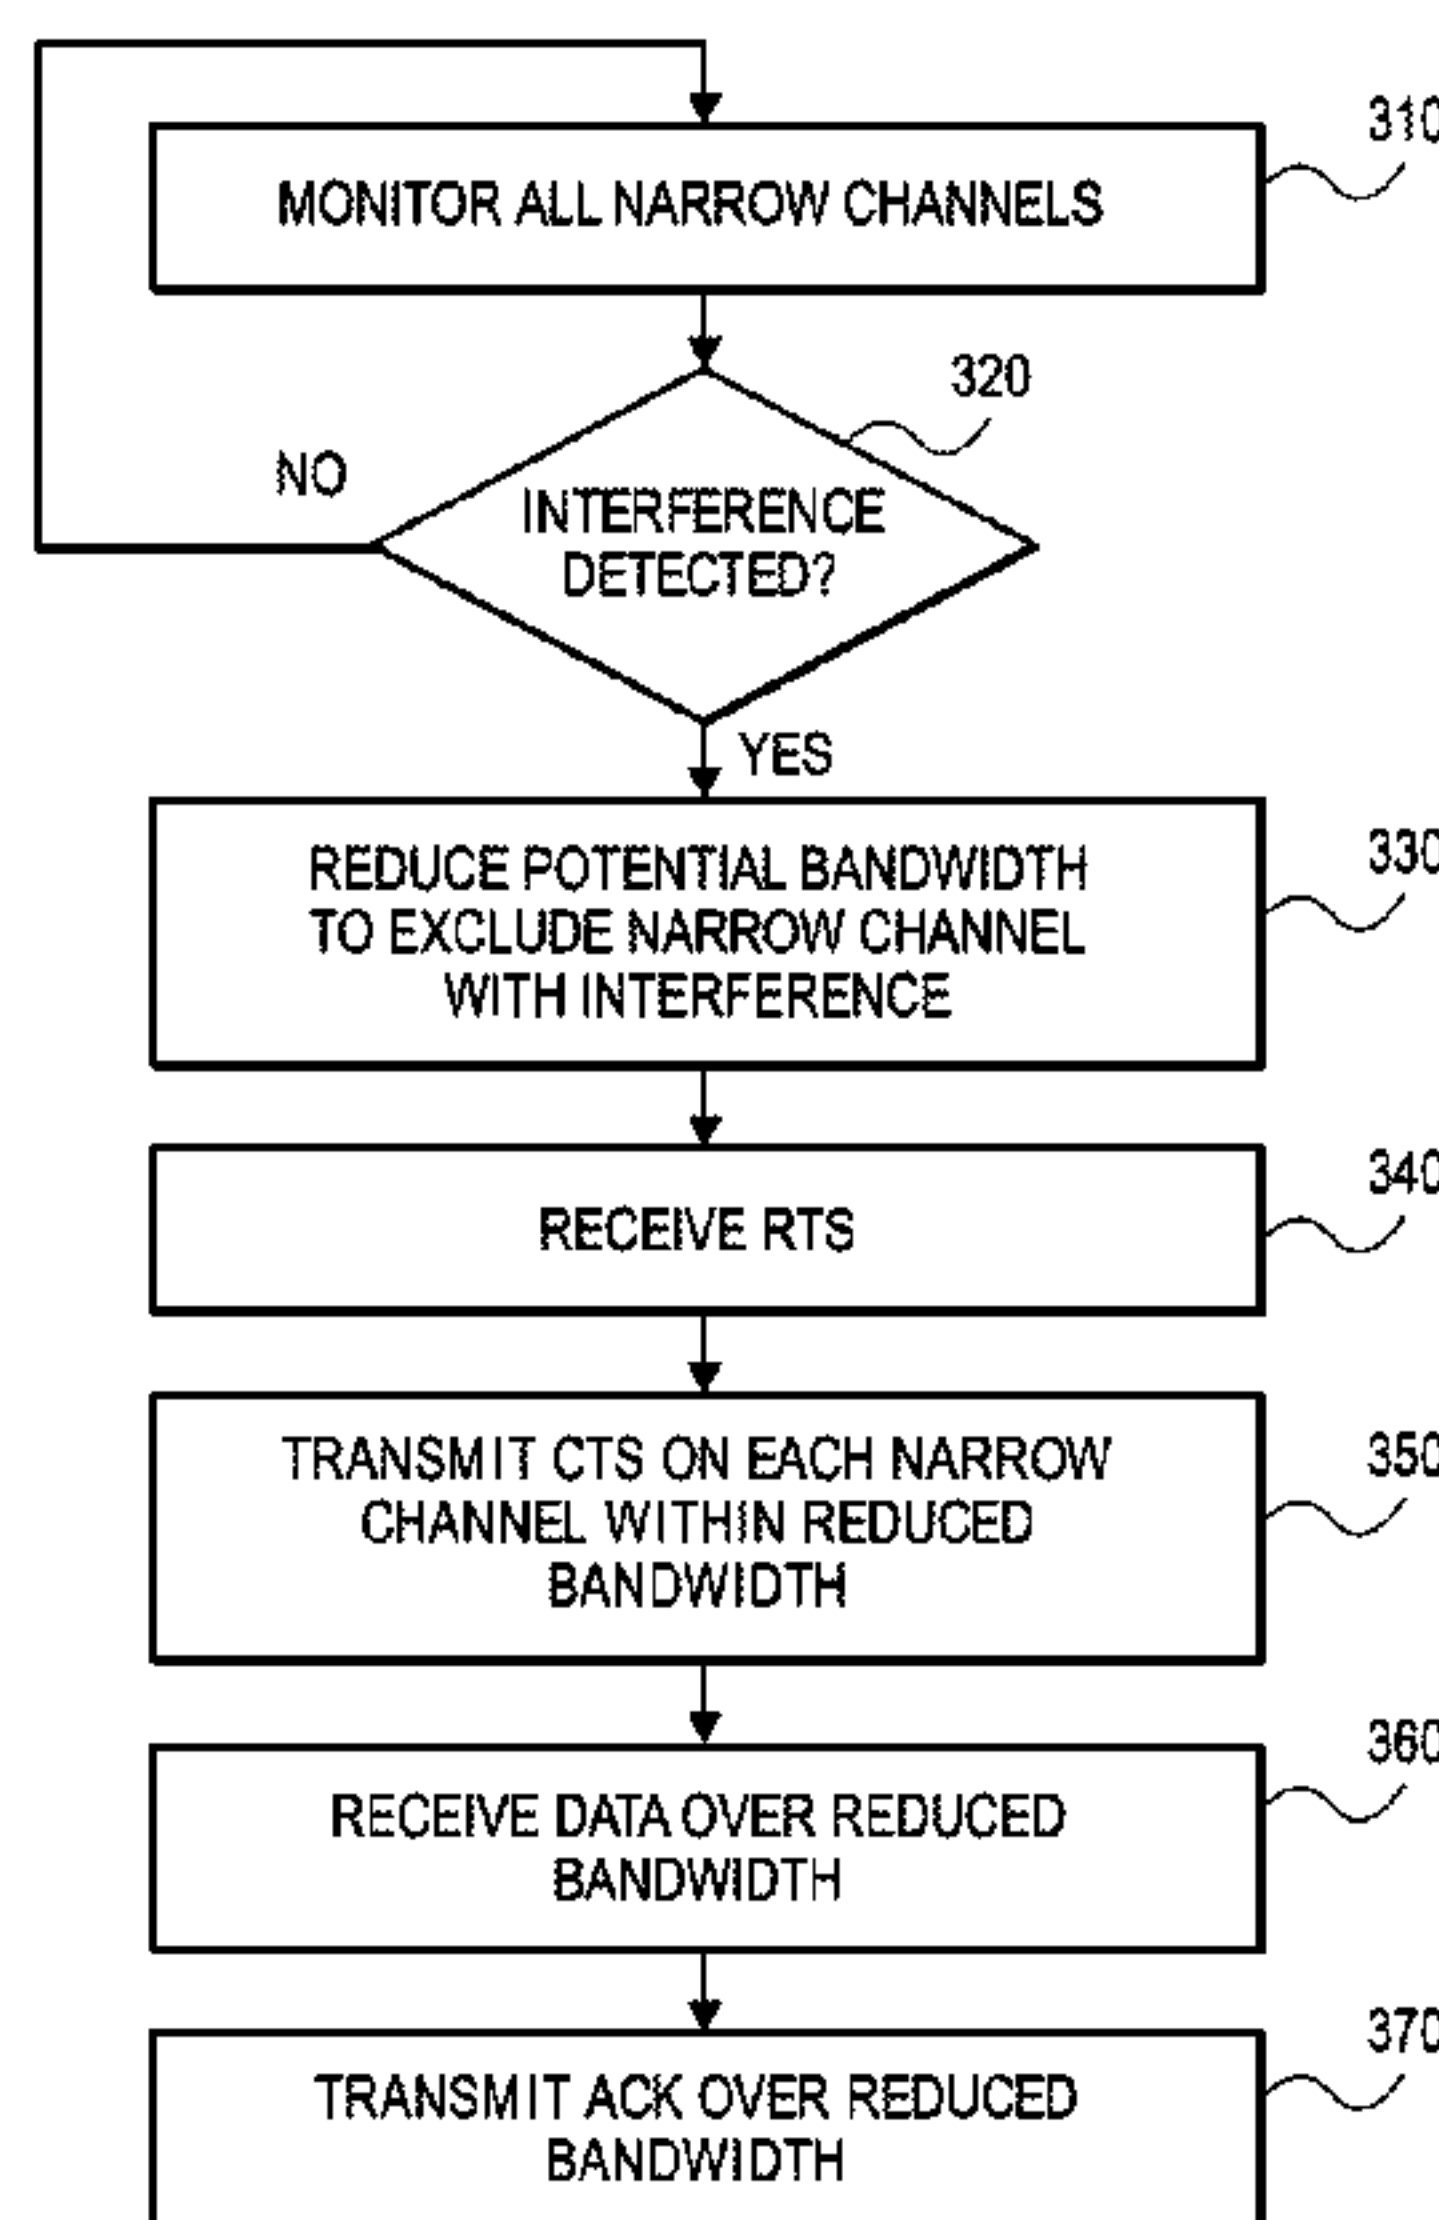 310
MONITOR ALL NARROW CHANNELS
320
NO
INTERFERENCE
DETECTED?
YES
330
REDUCE POTENTIAL BANDWIDTH
TO EXCLUDE NARROW CHANNEL
WITH INTERFERENCE
340
RECEIVE RTS
350
TRANSMIT CTS ON EACH NARROW
CHANNEL WITHIN REDUCED
BANDWIDTH
360
RECEIVE DATA OVER REDUCED
BANDWIDTH
370
TRANSMIT ACK OVER REDUCED
BANDWIDTH